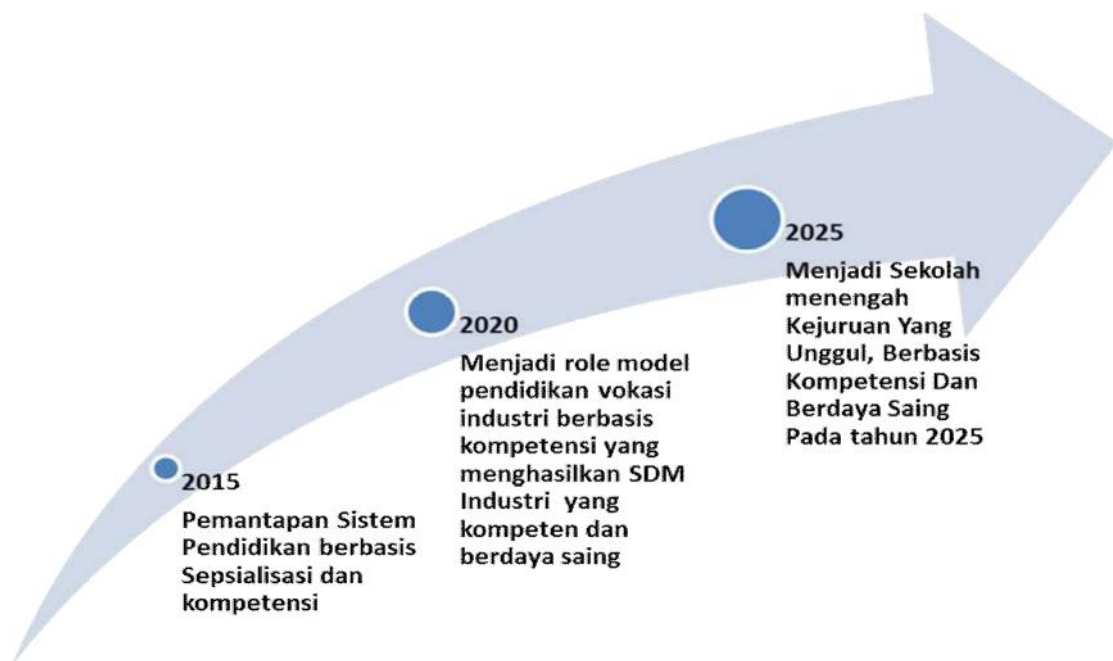 2015
Pemantapan Sistem
Pendidikan berbasis
Sepsialisasi dan
kompetensi
2020
Menjadi role model
pendidikan vokasi
industri berbasis
kompetensi yang
menghasilkan SDM
Industri yang
kompeten dan
berdaya saing
2025
Menjadi Sekolah
menengah
Kejuruan Yang
Unggul, Berbasis
Kompetensi Dan
Berdaya Saing
Pada tahun 2025